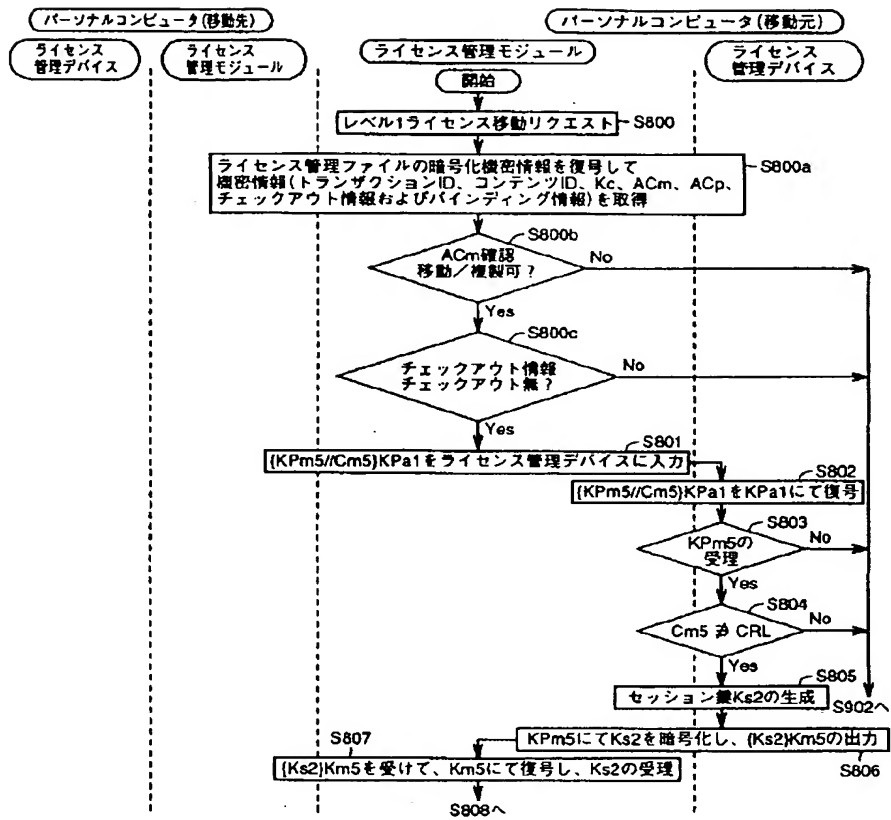 パーソナルコンピュータ(移動先)
パーソナルコンピュータ(移動元)
ライセンス
管理デバイス
ライセンス
管理モジュール
ライセンス管理モジュール
ライセンス
管理デバイス
開始
レベル1ライセンス移動リクエスト
S800
ライセンス管理ファイルの暗号化機密情報を復号して
機密情報(トランザクションID、コンテンツID、Kc、ACm、ACp、
チェックアウト情報およびバインディング情報)を取得
S800a
S800b
ACm確認
移動/複製可?
No
Yes
S800c
チェックアウト情報
チェックアウト無?
No
Yes
S801
{KPm5//Cm5}KPa1をライセンス管理デバイスに入力
S802
{KPm5//Cm5}KPa1をKPa1にて復号
S803
KPm5の
受理
No
Yes
S804
Cm5 ∌ CRL
No
Yes
S805
セッション鍵Ks2の生成
S902へ
KPm5にてKs2を暗号化し、{Ks2}Km5の出力
S806
S807
{Ks2}Km5を受けて、Km5にて復号し、Ks2の受理
S808へ